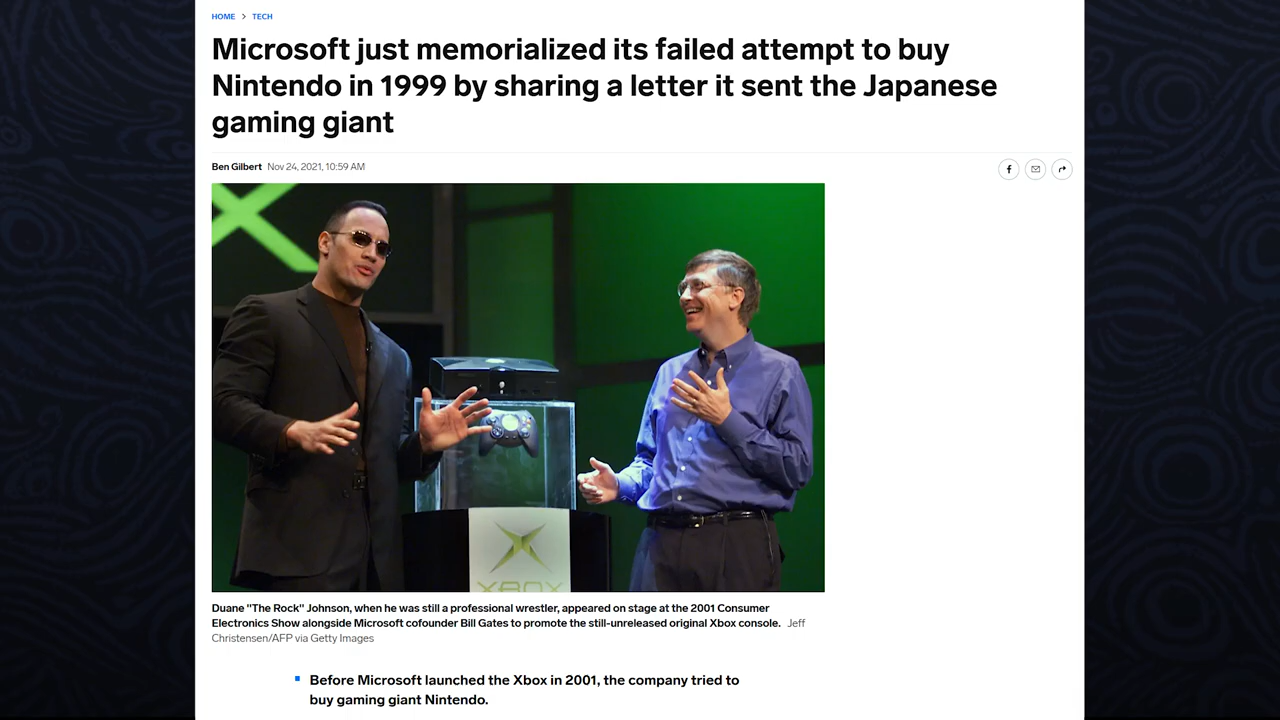 HOME > TECH
Microsoft just memorialized its failed attempt to buy
Nintendo in 1999 by sharing a letter it sent the Japanese
gaming giant
Ben Gilbert Nov 24, 2021, 10:59 AM
XBOX
Duane "The Rock" Johnson, when he was still a professional wrestler, appeared on stage at the 2001 Consumer
Electronics Show alongside Microsoft cofounder Bill Gates to promote the still-unreleased original Xbox console. Jeff
Christensen/AFP via Getty Images
Before Microsoft launched the Xbox in 2001, the company tried to
buy gaming giant Nintendo.